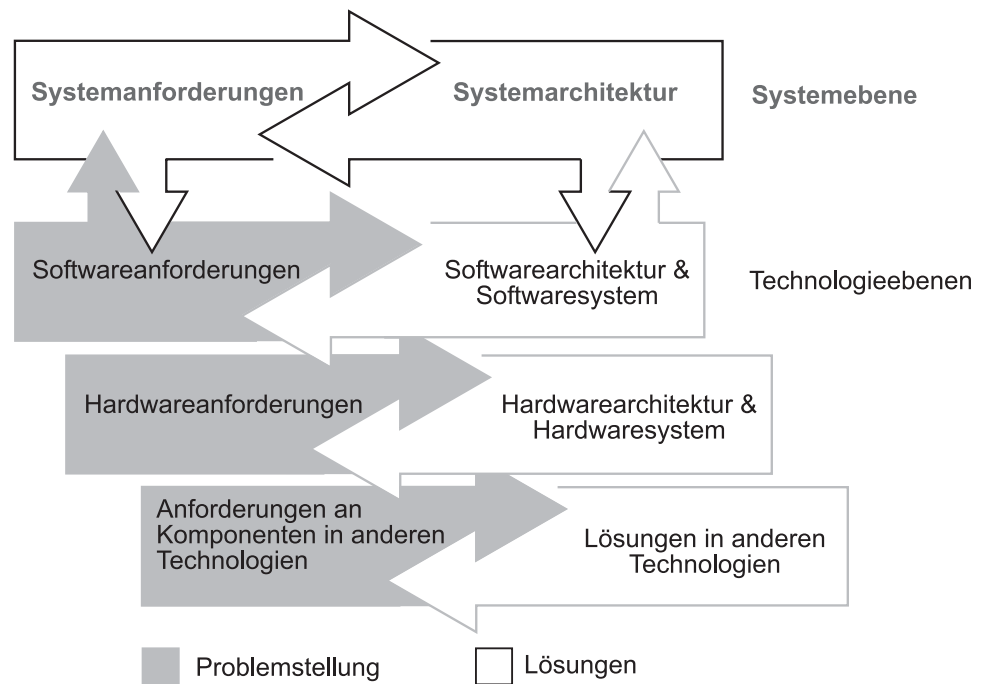 Systemanforderungen
Systemarchitektur
Systemebene
Softwareanforderungen
Softwarearchitektur &
Softwaresystem
Technologieebenen
Hardwareanforderungen
Hardwarearchitektur &
Hardwaresystem
Anforderungen an
Komponenten in anderen
Technologien
Lösungen in anderen
Technologien
Problemstellung
Lösungen